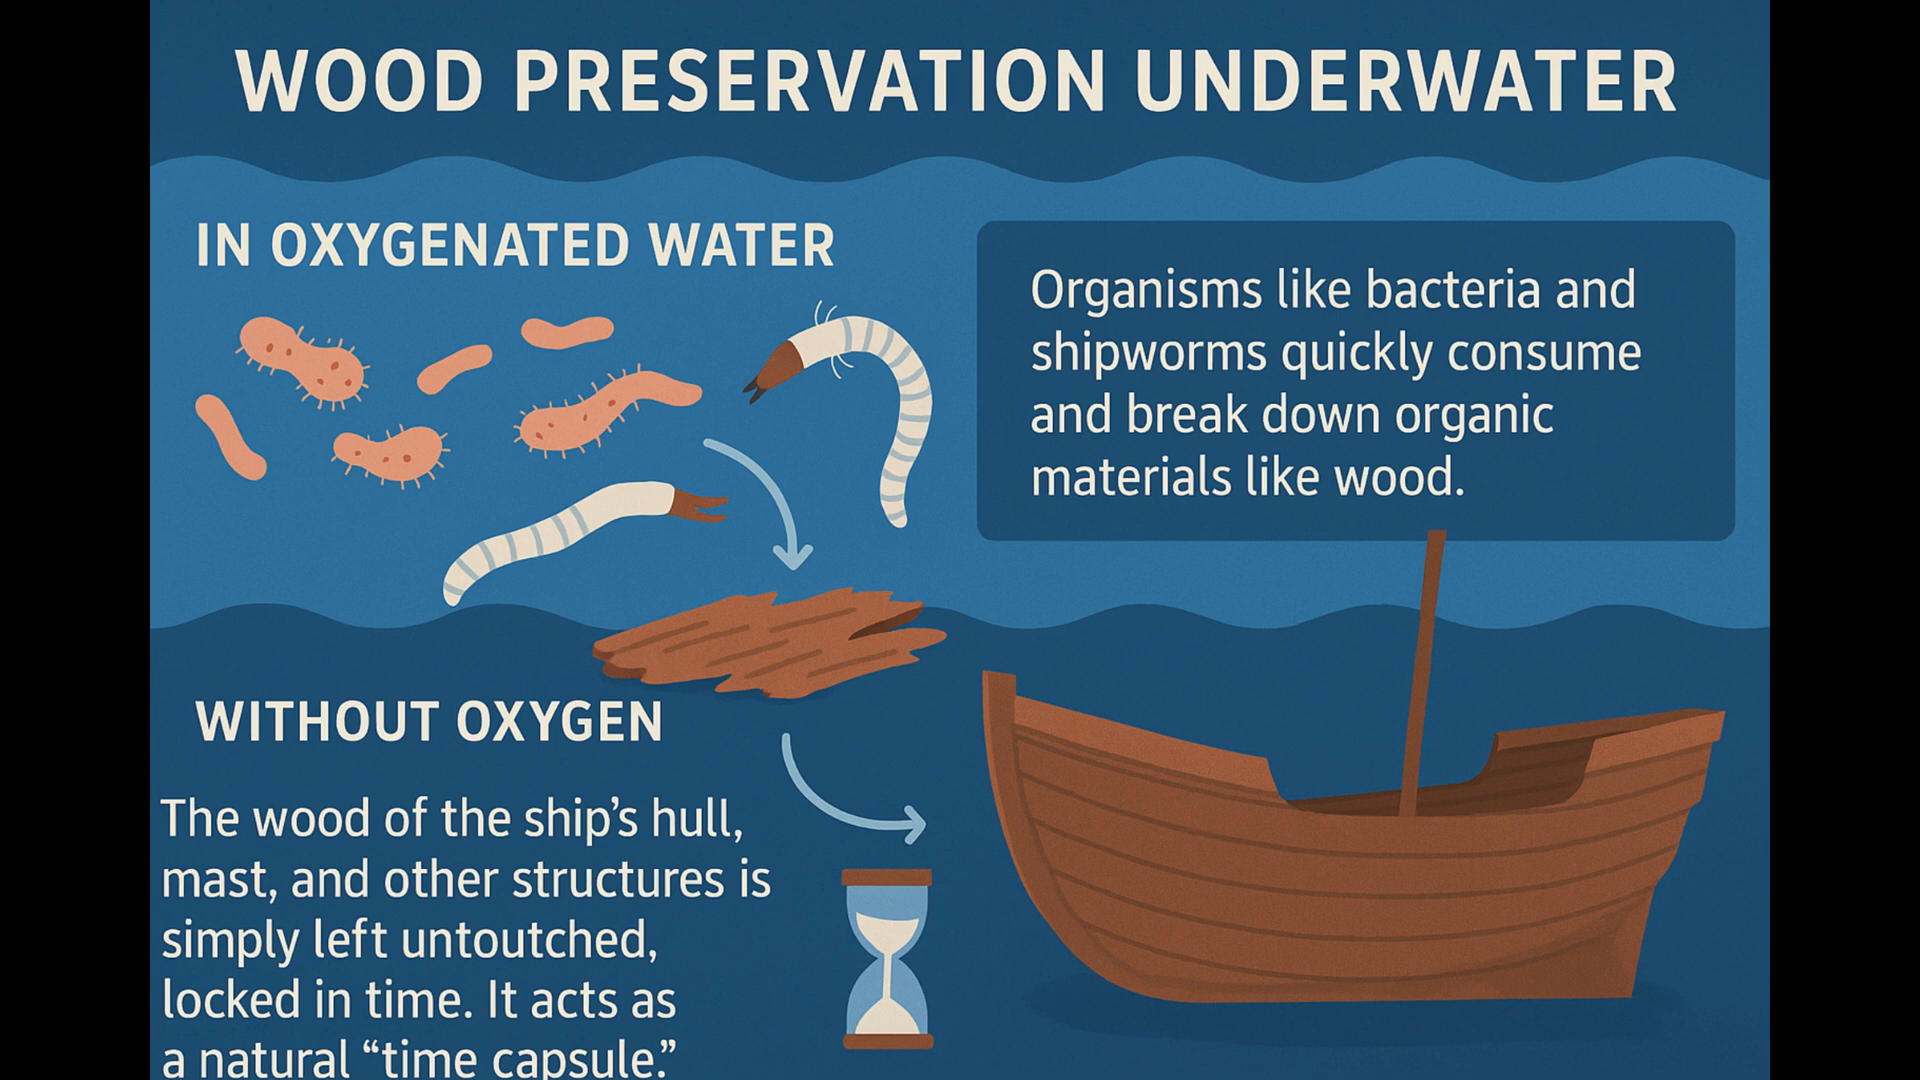 WOOD PRESERVATION UNDERWATER
IN OXYGENATED WATER
Organisms like bacteria and
shipworms quickly consume
and break down organic
materials like wood.
WITHOUT OXYGEN
The wood of the ship’s hull,
mast, and other structures is
simply left untoutched,
locked in time. It acts as
a natural “time capsule.”